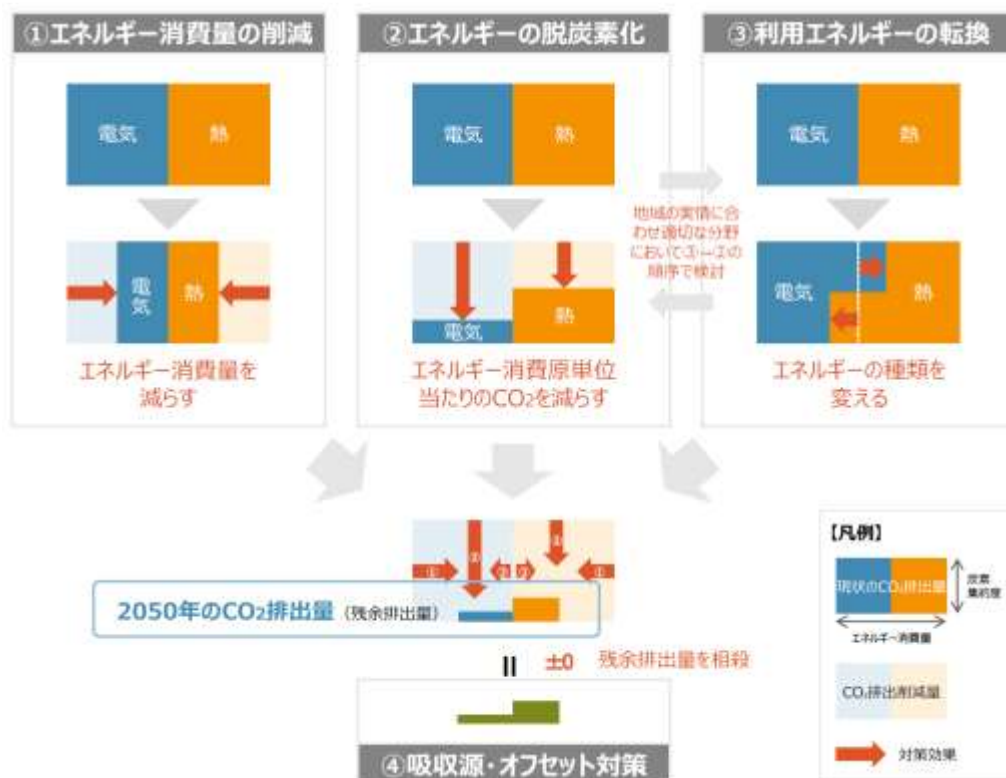 ①エネルギー消費量の削減
②エネルギーの脱炭素化
③利用エネルギーの転換
電気
熱
電気
熱
電気
熱
地域の実情に合
わせ適切な分野
において③→②の
順序で検討
電気
熱
電気
熱
電気
熱
エネルギー消費量を
減らす
エネルギー消費原単位
当たりのCO₂を減らす
エネルギーの種類を
変える
2050年のCO₂排出量（残余排出量）
±0 残余排出量を相殺
④吸収源・オフセット対策
【凡例】
現状のCO₂排出量
炭素
集約度
エネルギー消費量
CO₂排出削減量
対策効果